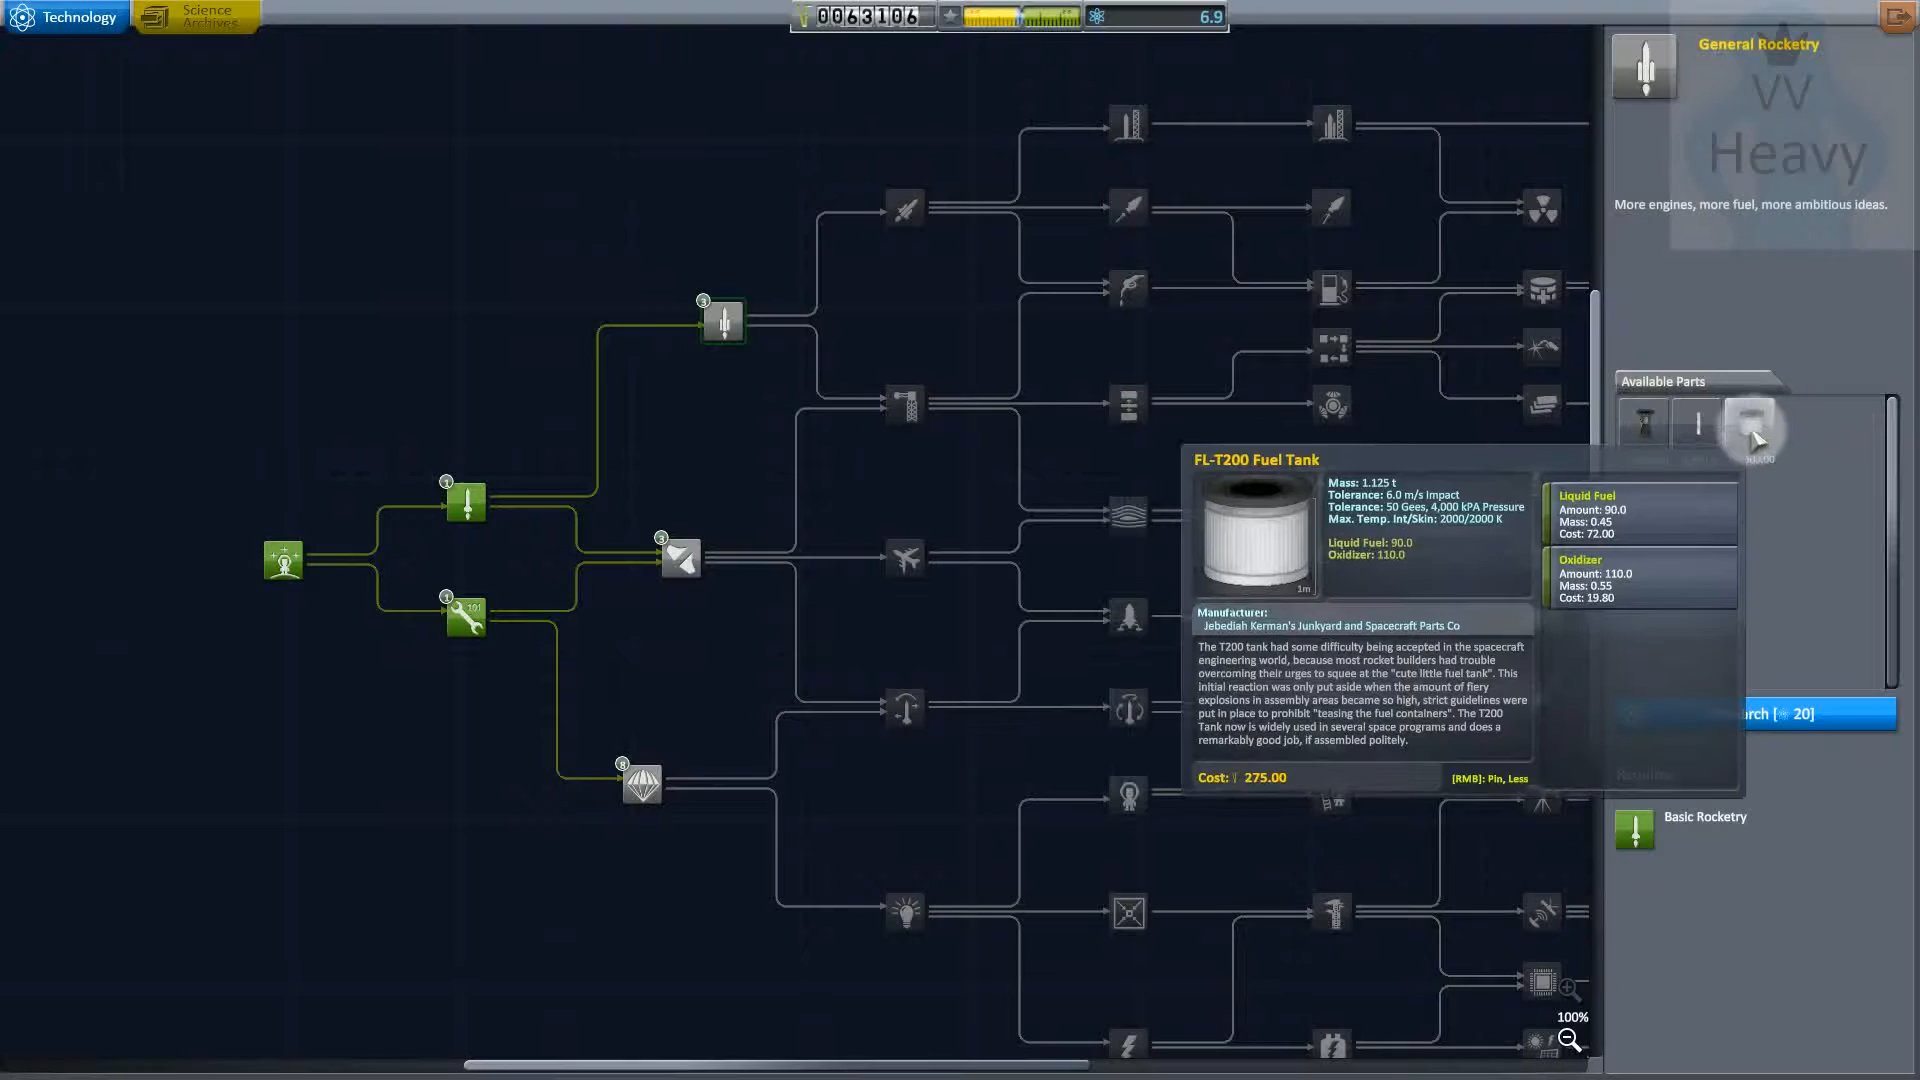 Technology
Science
Archives
0063106
6.9
General Rocketry
VV
Heavy
More engines, more fuel, more ambitious ideas.
Available Parts
3
1
3
1
101
8
FL-T200 Fuel Tank
Mass: 1.125 t
Tolerance: 6.0 m/s Impact
Tolerance: 50 Gees, 4,000 kPA Pressure
Max. Temp. Int/Skin: 2000/2000 K
Liquid Fuel: 90.0
Oxidizer: 110.0
1m
Liquid Fuel
Amount: 90.0
Mass: 0.45
Cost: 72.00
Oxidizer
Amount: 110.0
Mass: 0.55
Cost: 19.80
Manufacturer:
Jebediah Kerman's Junkyard and Spacecraft Parts Co
The T200 tank had some difficulty being accepted in the spacecraft
engineering world, because most rocket builders had trouble
overcoming their urges to squee at the "cute little fuel tank". This
initial reaction was only put aside when the amount of fiery
explosions in assembly areas became so high, strict guidelines were
put in place to prohibit "teasing the fuel containers". The T200
Tank now is widely used in several space programs and does a
remarkably good job, if assembled politely.
Cost: 275.00
[RMB]: Pin, Less
arch [20]
Basic Rocketry
100%